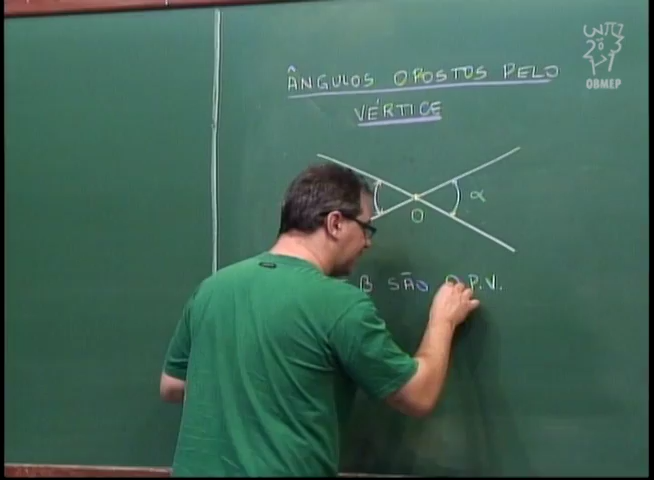 ÂNGULOS OPOSTOS PELO
VÉRTICE
α
O
β SÃO O.P.V.
OBMEP